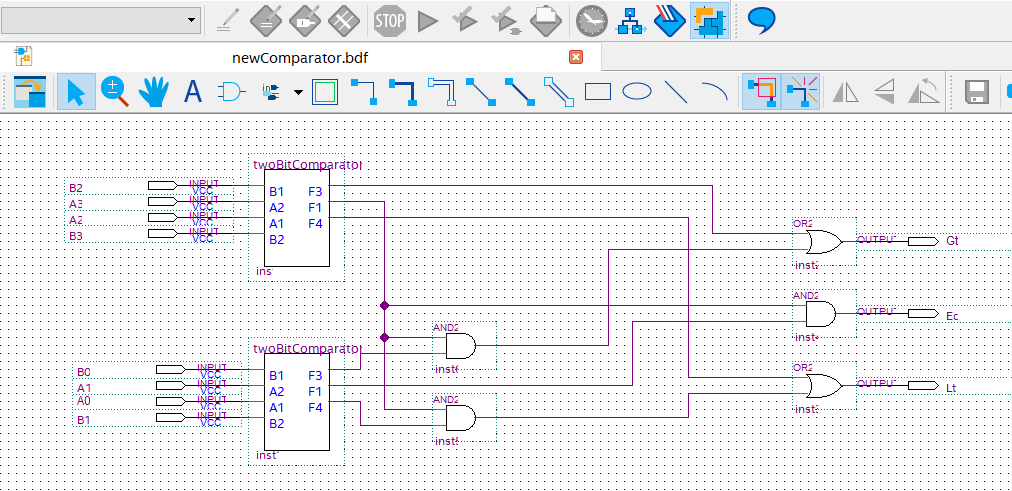 STOP
newComparator.bdf
A
twoBitComparator
B2
INPUT
VCC
B1
F3
A3
INPUT
VCC
A2
F1
A2
INPUT
VCC
A1
F4
B3
INPUT
VCC
B2
ins
OR2
OUTPUT
Gt
inst
AND2
OUTPUT
Ec
inst
AND2
inst
twoBitComparator
B0
INPUT
VCC
B1
F3
A1
INPUT
VCC
A2
F1
A0
INPUT
VCC
A1
F4
B1
INPUT
VCC
B2
inst
AND2
inst
OR2
OUTPUT
Lt
inst